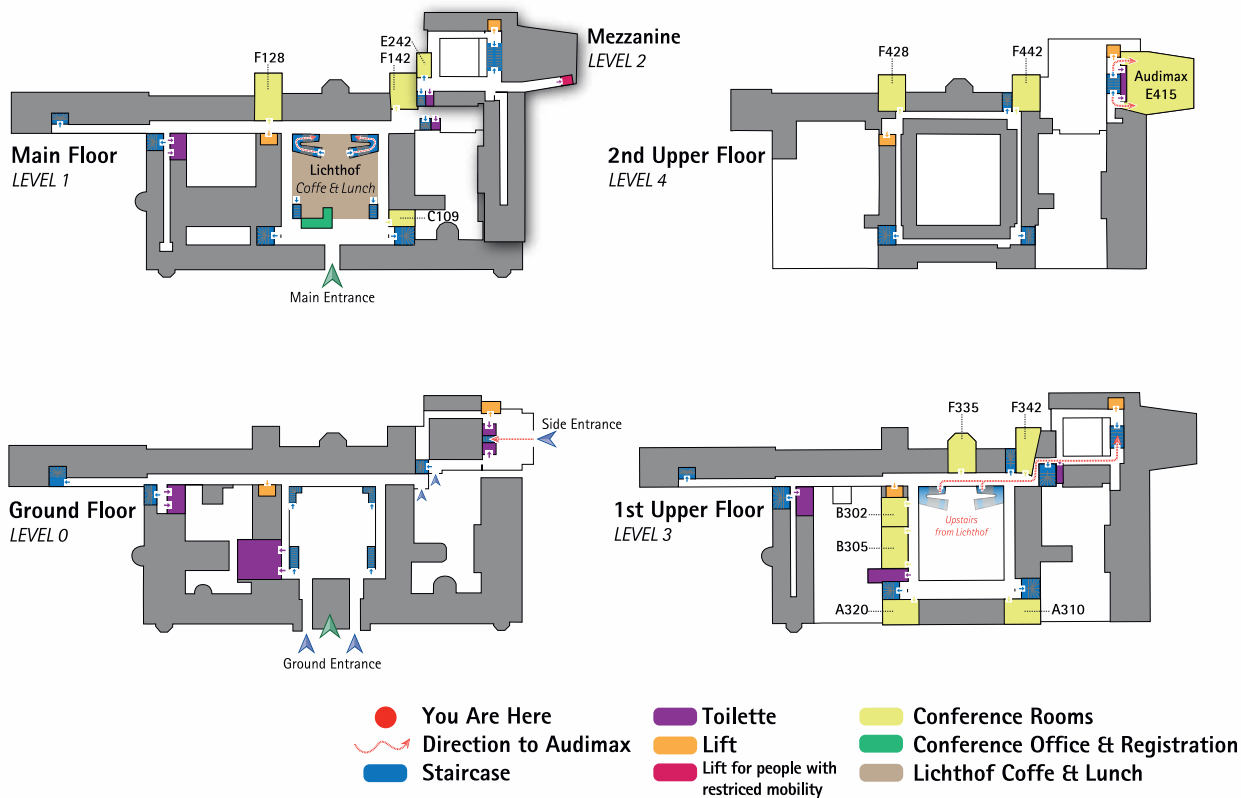 Mezzanine
LEVEL 2
E242
F128
F142
Main Floor
LEVEL 1
Lichthof
Coffe & Lunch
C109
Main Entrance
F428
F442
Audimax
E415
2nd Upper Floor
LEVEL 4
Side Entrance
Ground Floor
LEVEL 0
Ground Entrance
F335
F342
1st Upper Floor
LEVEL 3
B302
Upstairs
from Lichthof
B305
A320
A310
You Are Here
Direction to Audimax
Staircase
Toilette
Lift
Lift for people with
restriced mobility
Conference Rooms
Conference Office & Registration
Lichthof Coffe & Lunch